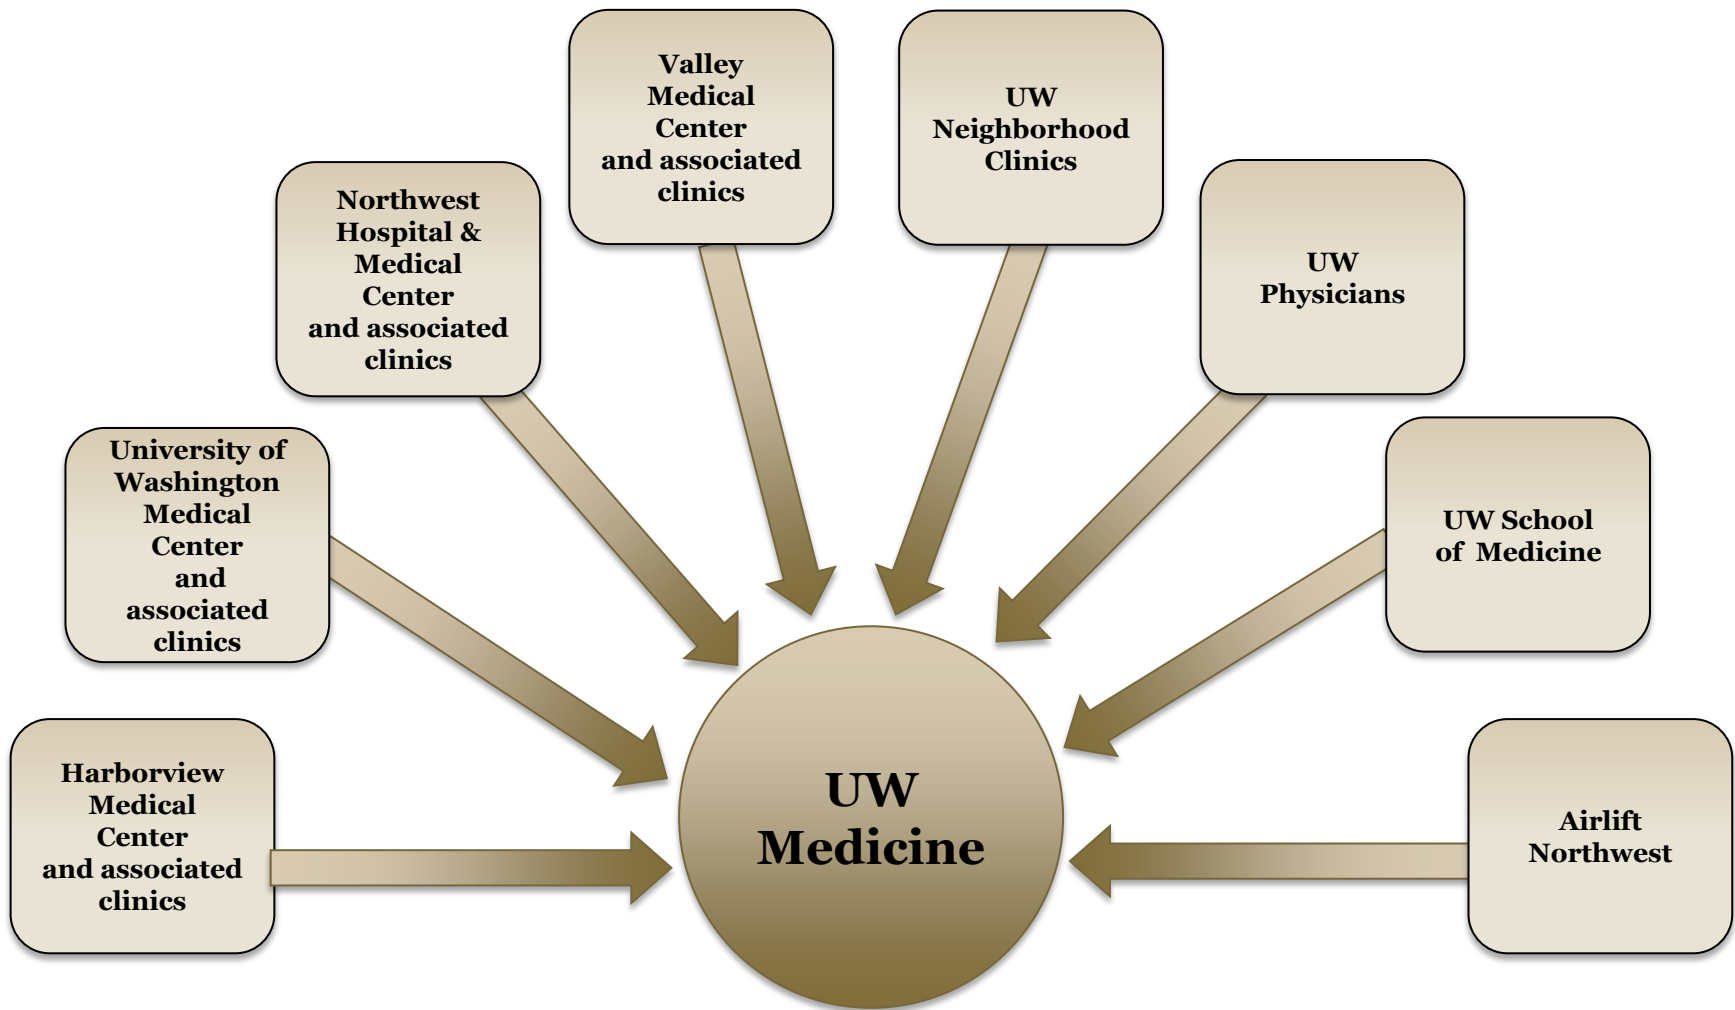 Valley
Medical
Center
and associated
clinics
UW
Neighborhood
Clinics
Northwest
Hospital &
Medical
Center
and associated
clinics
UW
Physicians
University of
Washington
Medical
Center
and
associated
clinics
UW School
of  Medicine
Harborview
Medical
Center
and associated
clinics
UW
Medicine
Airlift
Northwest